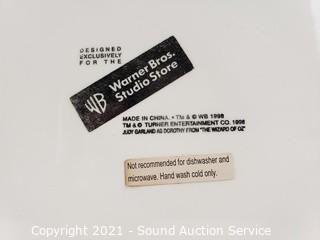 DESIGNED
EXCLUSIVELY
FOR THE
WB
Warner Bros.
Studio Store
MADE IN CHINA. • TM & © WB 1998
TM & © TURNER ENTERTAINMENT CO. 1998
JUDY GARLAND AS DOROTHY FROM "THE WIZARD OF OZ"
Not recommended for dishwasher and
microwave. Hand wash cold only.
Copyright 2021 - Sound Auction Service